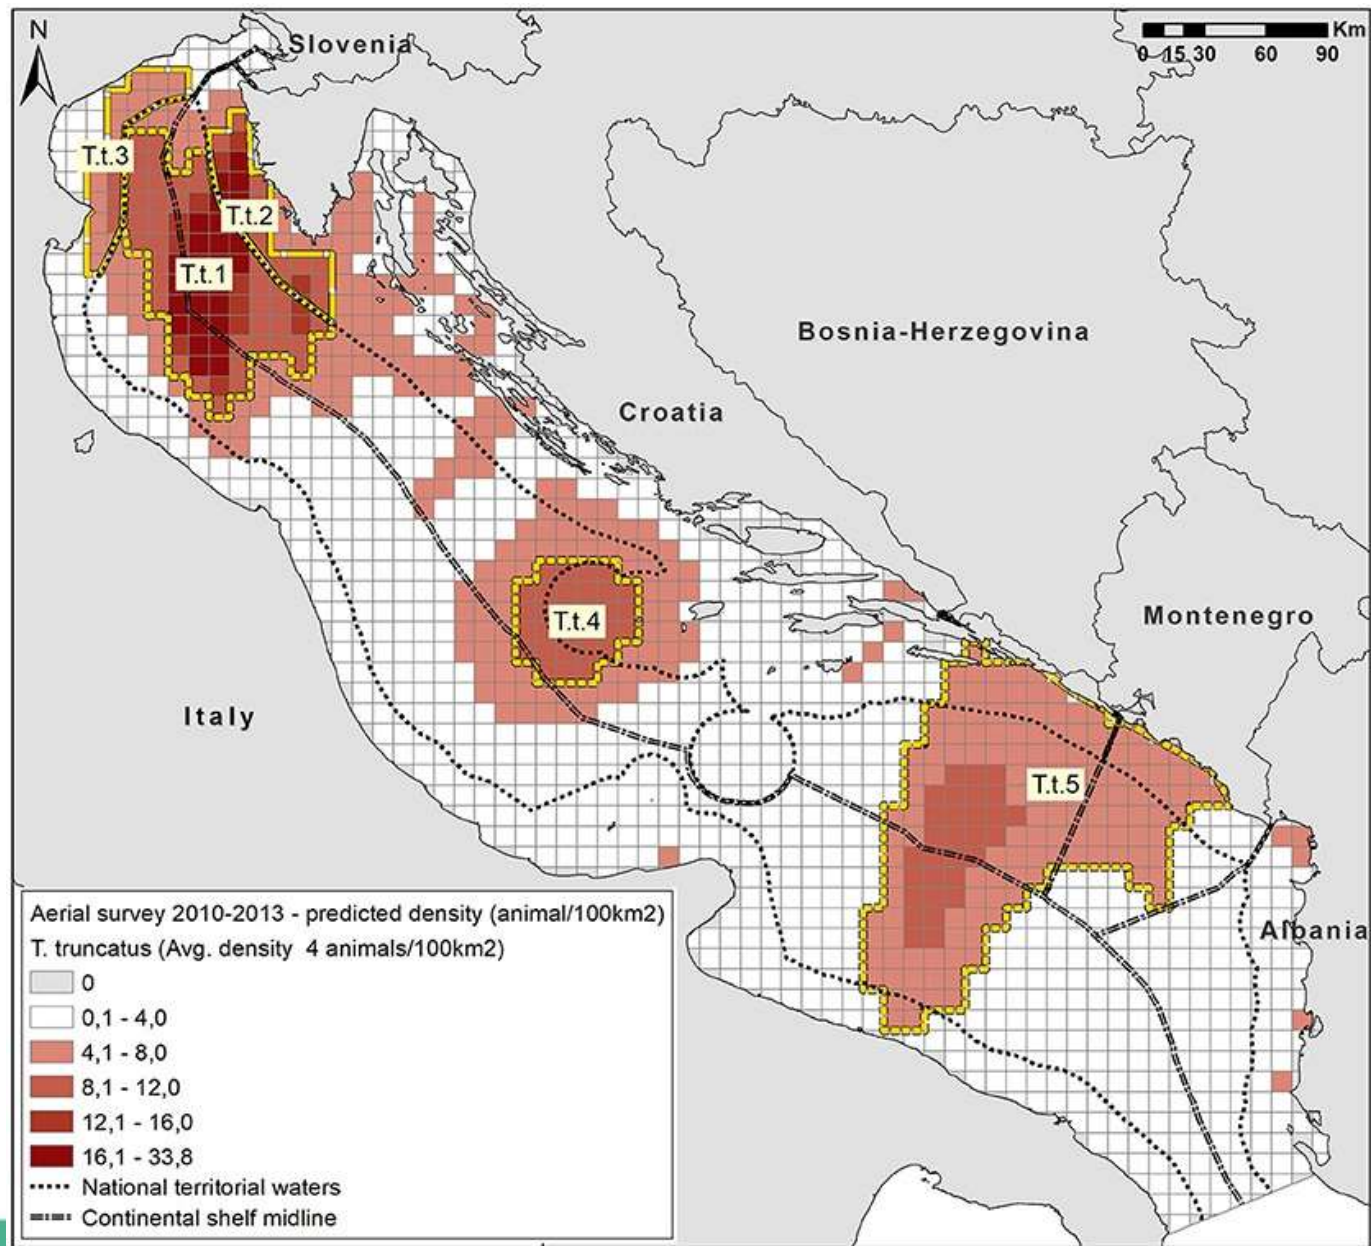 N
Slovenia
Km
0 15 30 60 90
T.t.3
T.t.2
T.t.1
Bosnia-Herzegovina
Croatia
T.t.4
Montenegro
Italy
T.t.5
Albania
Aerial survey 2010-2013 - predicted density (animal/100km2)
T. truncatus (Avg. density 4 animals/100km2)
0
0,1 - 4,0
4,1 - 8,0
8,1 - 12,0
12,1 - 16,0
16,1 - 33,8
National territorial waters
Continental shelf midline